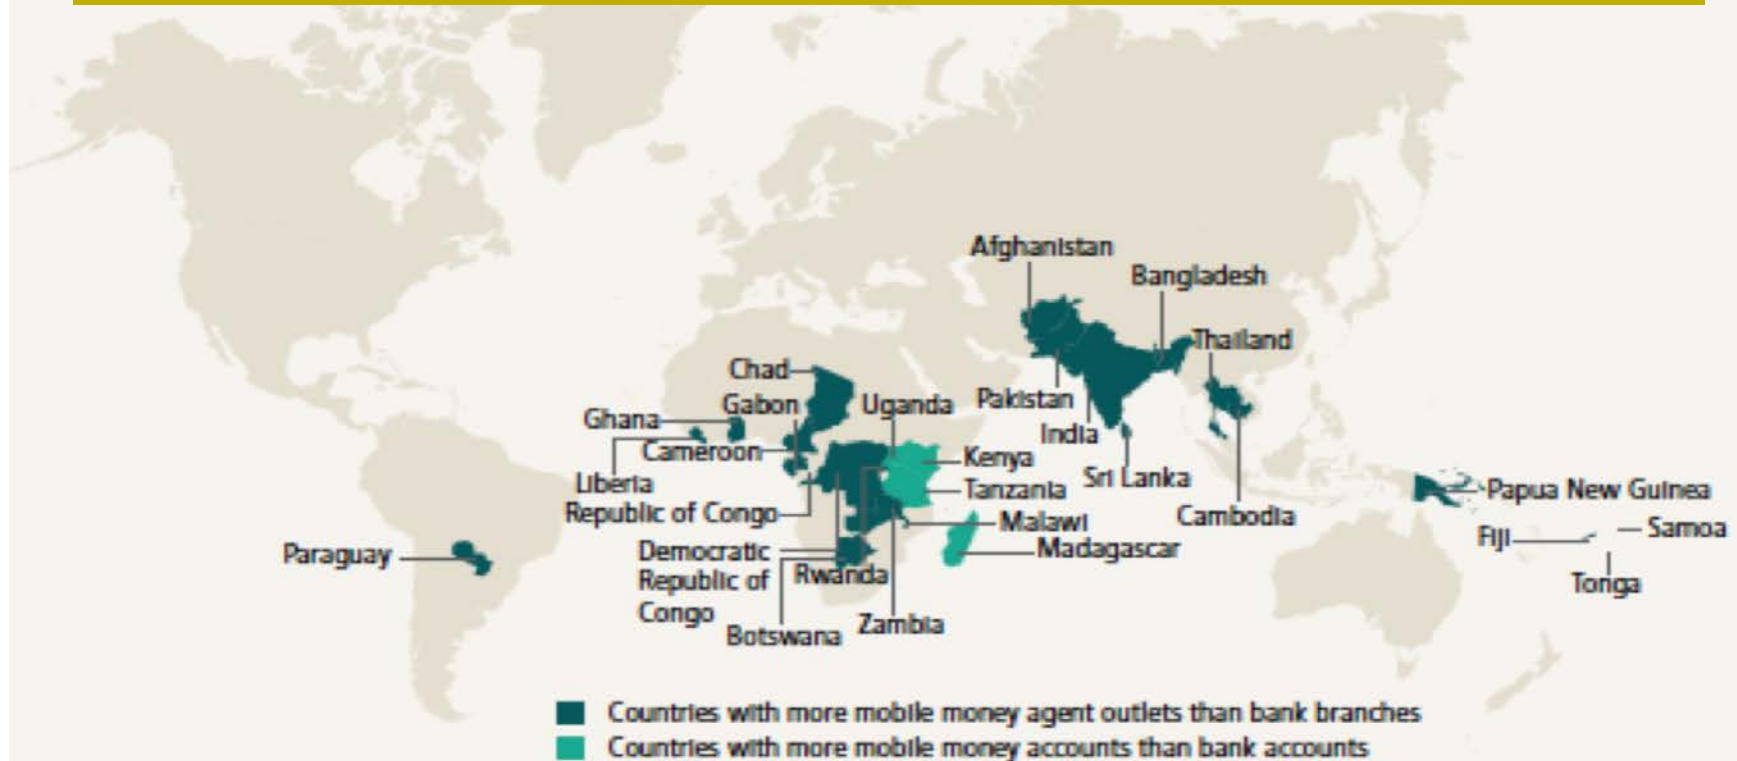 Afghanistan
Bangladesh
Thailand
Chad
Gabon
Uganda
Pakistan
Ghana
India
Cameroon
Kenya
Sri Lanka
Liberia
Tanzania
Papua New Guinea
Republic of Congo
Malawi
Cambodia
Samoa
Fiji
Paraguay
Democratic
Republic of
Congo
Madagascar
Rwanda
Tonga
Botswana
Zambia
Countries with more mobile money agent outlets than bank branches
Countries with more mobile money accounts than bank accounts